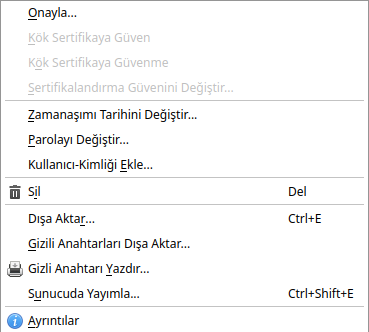 Onayla...
Kök Sertifikaya Güven
Kök Sertifikaya Güvenme
Sertifikalandırma Güvenini Değiştir...
Zamanaşımı Tarihini Değiştir...
Parolayı Değiştir...
Kullanıcı-Kimliği Ekle...
Sil Del
Dışa Aktar... Ctrl+E
Gizili Anahtarları Dışa Aktar...
Gizli Anahtarı Yazdır...
Sunucuda Yayımla... Ctrl+Shift+E
Ayrıntılar